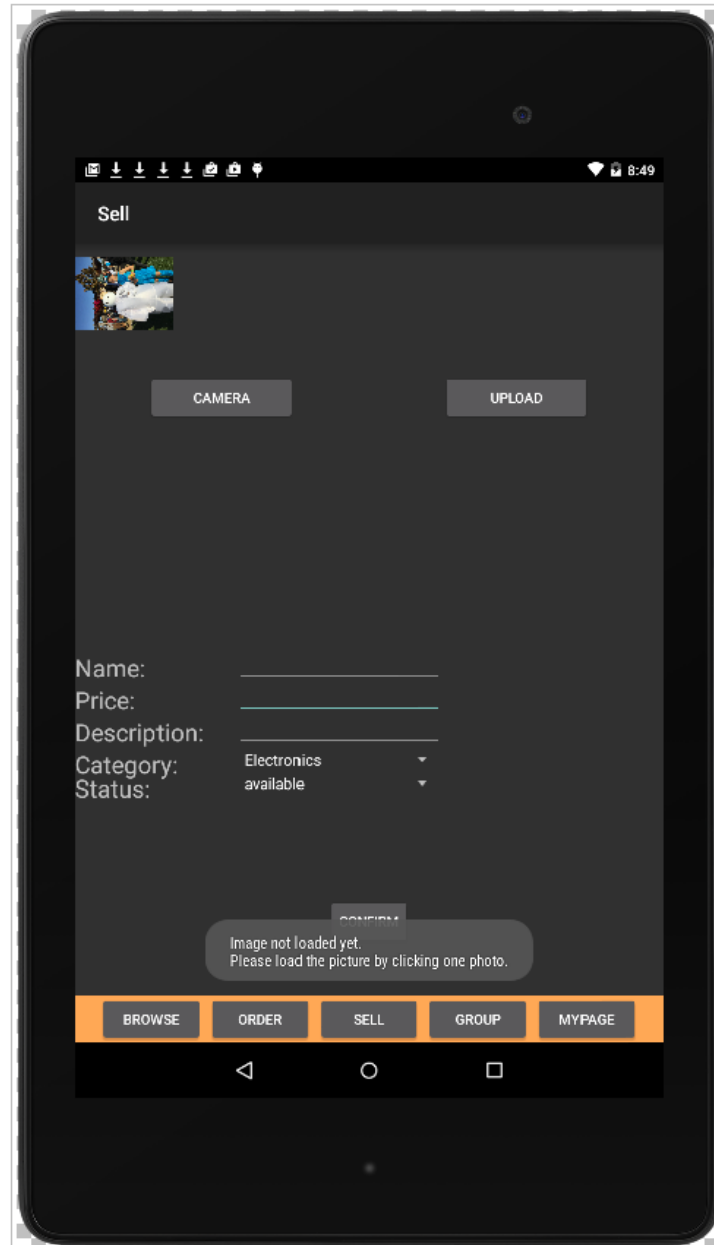 8:49
Sell
CAMERA UPLOAD
Name:
Price:
Description:
Category: Electronics
Status: available
CONFIRM
Image not loaded yet.
Please load the picture by clicking one photo.
BROWSE ORDER SELL GROUP MYPAGE